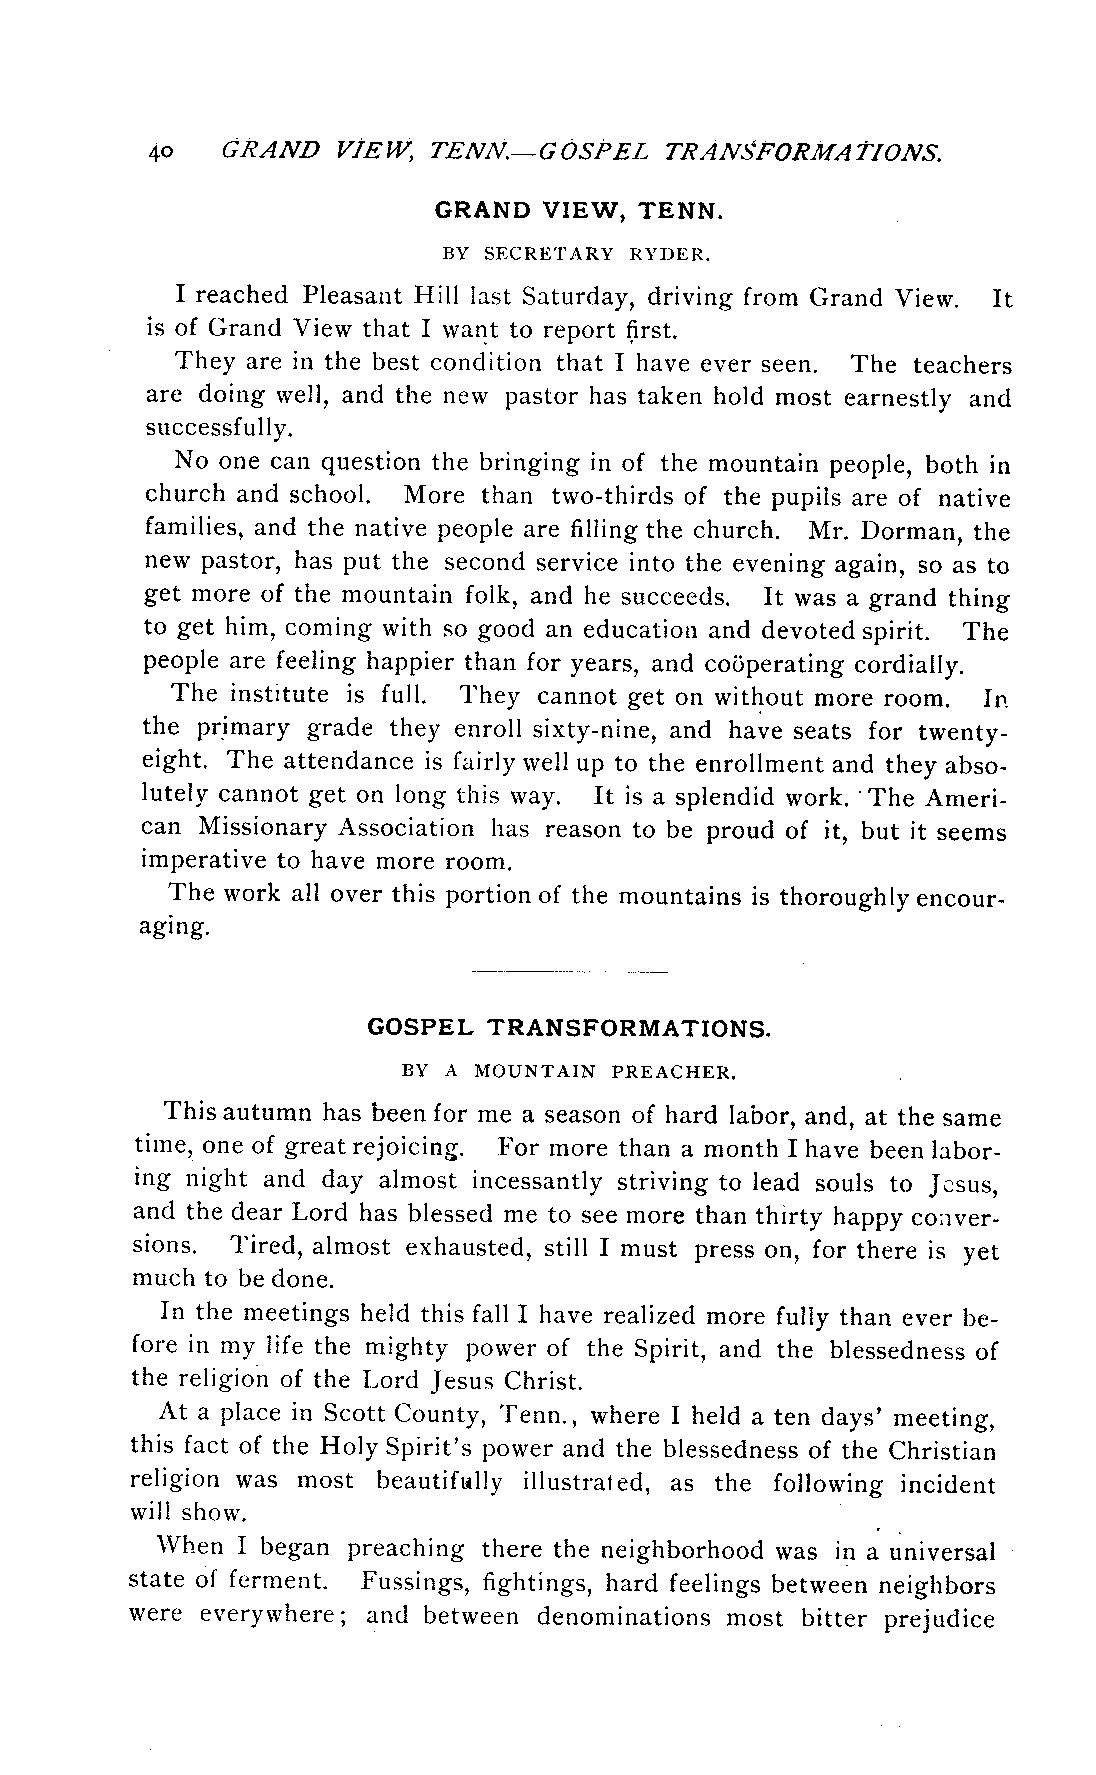 40 GRAND VIEW, TENN.—GOSPEL TRANSFORMATIONS.
GRAND VIEW, TENN.
BY SECRETARY RYDER.
I reached Pleasant Hill last Saturday, driving from Grand View. It
is of Grand View that I want to report first.
They are in the best condition that I have ever seen. The teachers
are doing well, and the new pastor has taken hold most earnestly and
successfully.
No one can question the bringing in of the mountain people, both in
church and school. More than two-thirds of the pupils are of native
families, and the native people are filling the church. Mr. Dorman, the
new pastor, has put the second service into the evening again, so as to
get more of the mountain folk, and he succeeds. It was a grand thing
to get him, coming with so good an education and devoted spirit. The
people are feeling happier than for years, and coöperating cordially.
The institute is full. They cannot get on without more room. In
the primary grade they enroll sixty-nine, and have seats for twenty-
eight. The attendance is fairly well up to the enrollment and they abso-
lutely cannot get on long this way. It is a splendid work. The Ameri-
can Missionary Association has reason to be proud of it, but it seems
imperative to have more room.
The work all over this portion of the mountains is thoroughly encour-
aging.
GOSPEL TRANSFORMATIONS.
BY A MOUNTAIN PREACHER.
This autumn has been for me a season of hard labor, and, at the same
time, one of great rejoicing. For more than a month I have been labor-
ing night and day almost incessantly striving to lead souls to Jesus,
and the dear Lord has blessed me to see more than thirty happy conver-
sions. Tired, almost exhausted, still I must press on, for there is yet
much to be done.
In the meetings held this fall I have realized more fully than ever be-
fore in my life the mighty power of the Spirit, and the blessedness of
the religion of the Lord Jesus Christ.
At a place in Scott County, Tenn., where I held a ten days' meeting,
this fact of the Holy Spirit's power and the blessedness of the Christian
religion was most beautifully illustrated, as the following incident
will show.
When I began preaching there the neighborhood was in a universal
state of ferment. Fussings, fightings, hard feelings between neighbors
were everywhere; and between denominations most bitter prejudice